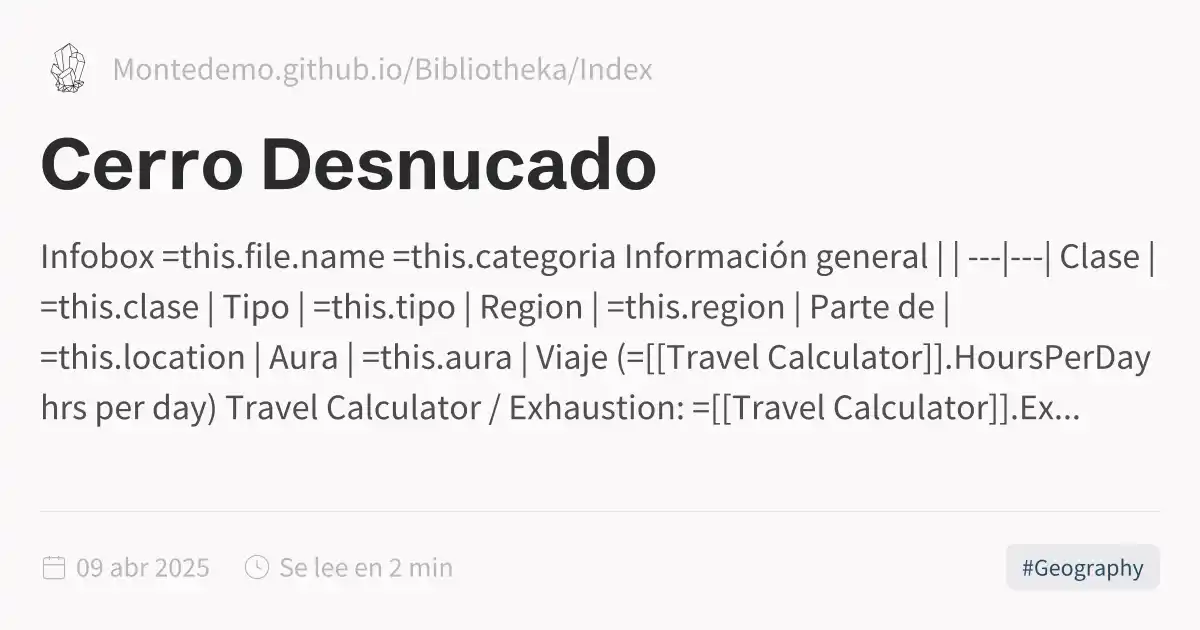 Montedemo.github.io/Bibliotheka/Index
Cerro Desnucado
Infobox =this.file.name =this.categoria Información general | | ---|---| Clase |
=this.clase | Tipo | =this.tipo | Region | =this.region | Parte de |
=this.location | Aura | =this.aura | Viaje (=[[Travel Calculator]].HoursPerDay
hrs per day) Travel Calculator / Exhaustion: =[[Travel Calculator]].Ex...
09 abr 2025
Se lee en 2 min
#Geography